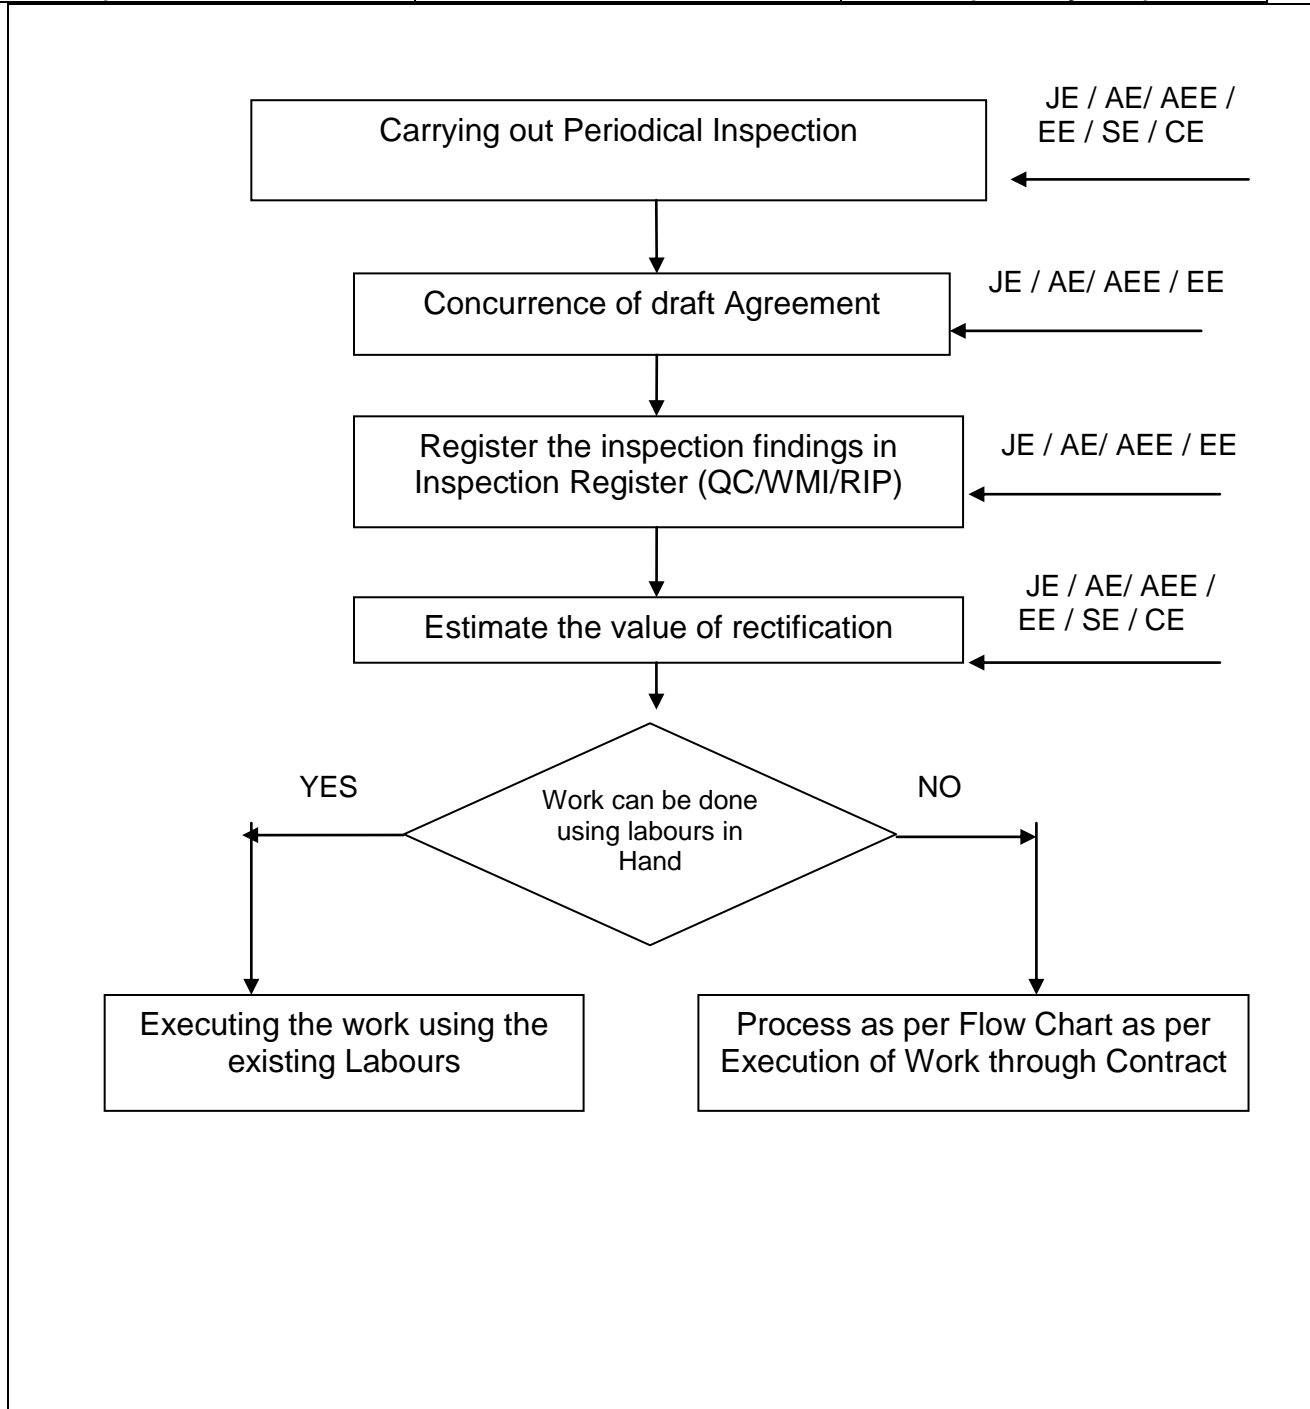 Carrying out Periodical Inspection
JE / AE/ AEE /
EE / SE / CE
Concurrence of draft Agreement
JE / AE/ AEE / EE
Register the inspection findings in
Inspection Register (QC/WMI/RIP)
JE / AE/ AEE / EE
Estimate the value of rectification
JE / AE/ AEE /
EE / SE / CE
YES
Work can be done
using labours in
Hand
NO
Executing the work using the
existing Labours
Process as per Flow Chart as per
Execution of Work through Contract